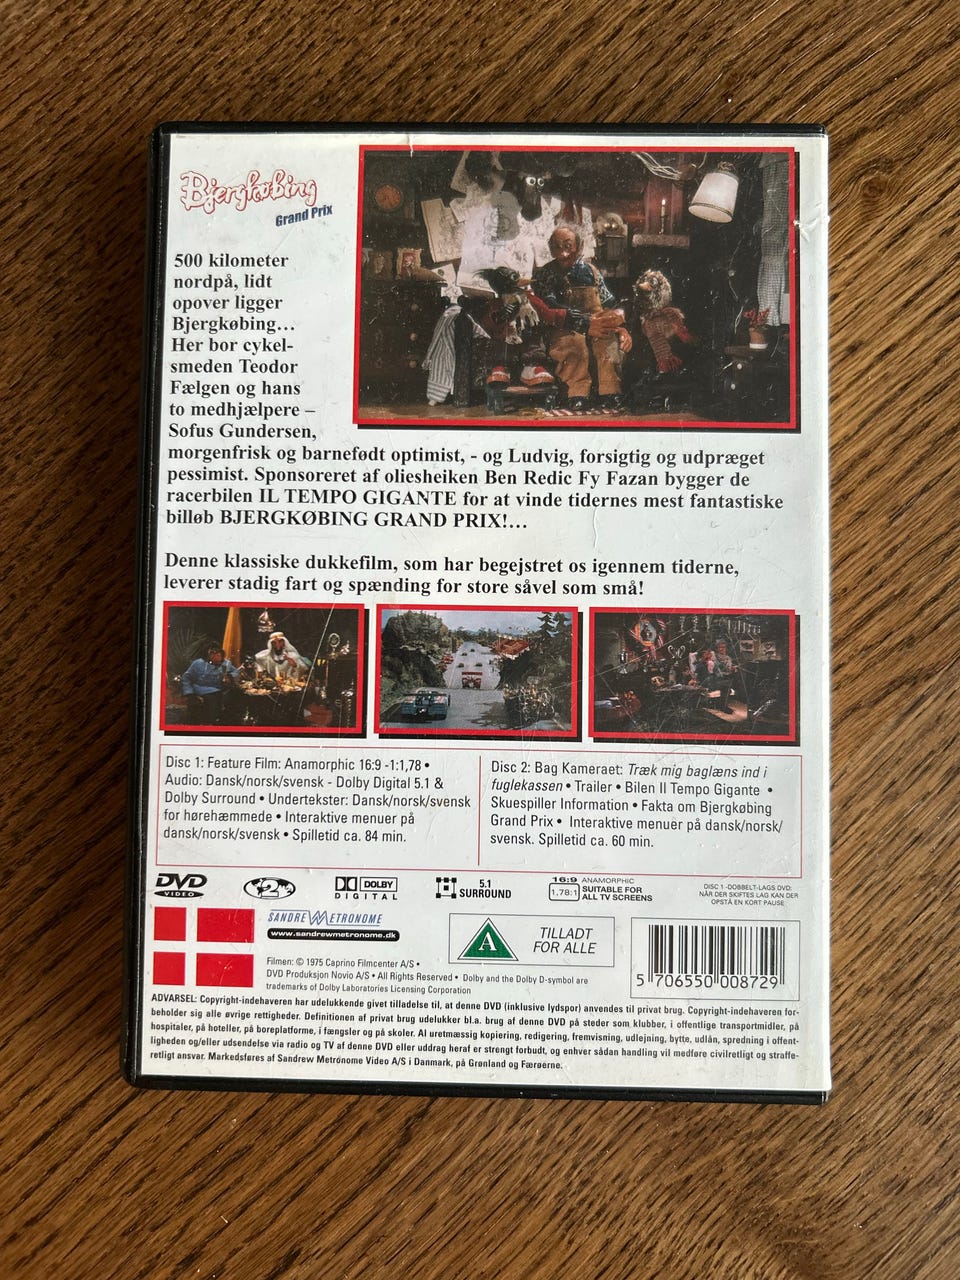 Bjergkøbing
Grand Prix
500 kilometer
nordpå, lidt
opover ligger
Bjergkøbing…
Her bor cykel-
smeden Teodor
Fælgen og hans
to medhjælpere –
Sofus Gundersen,
morgenfrisk og barnefødt optimist, - og Ludvig, forsigtig og udpræget
pessimist. Sponsoreret af oliesheiken Ben Redic Fy Fazan bygger de
racerbilen IL TEMPO GIGANTE for at vinde tidernes mest fantastiske
billøb BJERGKØBING GRAND PRIX!…
Denne klassiske dukkefilm, som har begejstret os igennem tiderne,
leverer stadig fart og spænding for store såvel som små!
Disc 1: Feature Film: Anamorphic 16:9 -1:1,78 •
Audio: Dansk/norsk/svensk - Dolby Digital 5.1 &
Dolby Surround • Undertekster: Dansk/norsk/svensk
for hørehæmmede • Interaktive menuer på
dansk/norsk/svensk • Spilletid ca. 84 min.
Disc 2: Bag Kameraet: Træk mig baglæns ind i
fuglekassen • Trailer • Bilen Il Tempo Gigante •
Skuespiller Information • Fakta om Bjergkøbing
Grand Prix • Interaktive menuer på dansk/norsk/
svensk. Spilletid ca. 60 min.
DVD
VIDEO
2
DOLBY
DIGITAL
5.1
SURROUND
16:9 ANAMORPHIC
1.78:1 SUITABLE FOR
ALL TV SCREENS
DISC 1 -DOBBELT-LAGS DVD:
NÅR DER SKIFTES LAG KAN DER
OPSTÅ EN KORT PAUSE
SANDREW METRONOME
www.sandrewmetronome.dk
A
TILLADT
FOR ALLE
Filmen: © 1975 Caprino Filmcenter A/S •
DVD Produksjon Novio A/S • All Rights Reserved • Dolby and the Dolby D-symbol are
trademarks of Dolby Laboratories Licensing Corporation
5 706550 008729
ADVARSEL: Copyright-indehaveren har udelukkende givet tilladelse til, at denne DVD (inklusive lydspor) anvendes til privat brug. Copyright-indehaveren for-
beholder sig alle øvrige rettigheder. Definitionen af privat brug udelukker bl.a. brug af denne DVD på steder som klubber, i offentlige transportmidler, på
hospitaler, på hoteller, på boreplatforme, i fængsler og på skoler. Al uretmæssig kopiering, redigering, fremvisning, udlejning, bytte, udlån, spredning i offent-
ligheden og/eller udsendelse via radio og TV af denne DVD eller uddrag heraf er strengt forbudt, og enhver sådan handling vil medføre civilretligt og straffe-
retligt ansvar. Markedsføres af Sandrew Metronome Video A/S i Danmark, på Grønland og Færøerne.